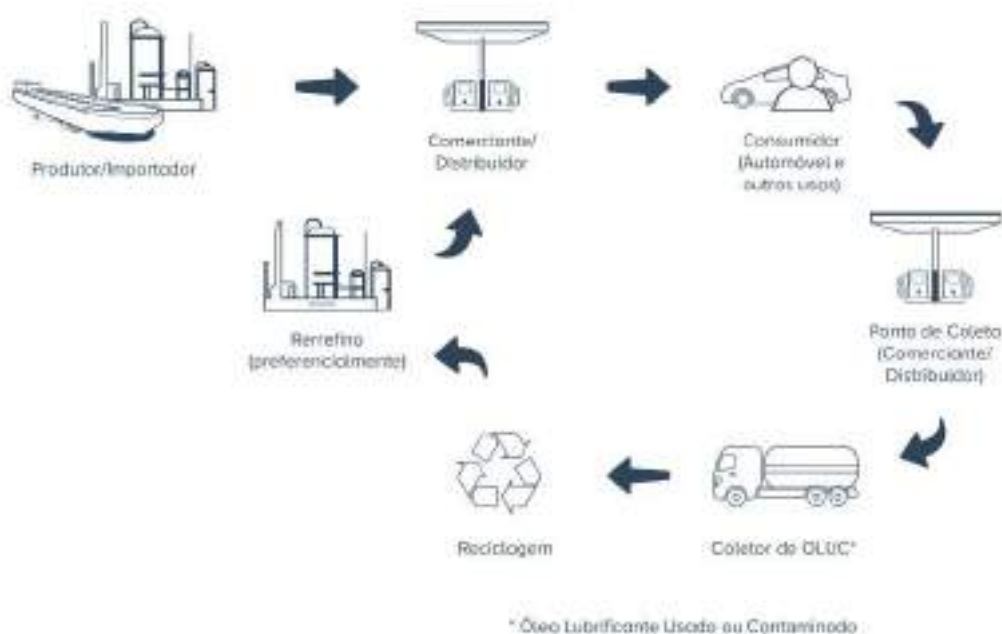 Produtor/Importador
Comerciante/
Distribuidor
Consumidor
(Automóvel e
outros usos)
Ponto de Coleta
(Comerciante/
Distribuidor)
Rerrefino
(preferencialmente)
Reciclagem
Coletor de OLUC*
* Óleo Lubrificante Usado ou Contaminado